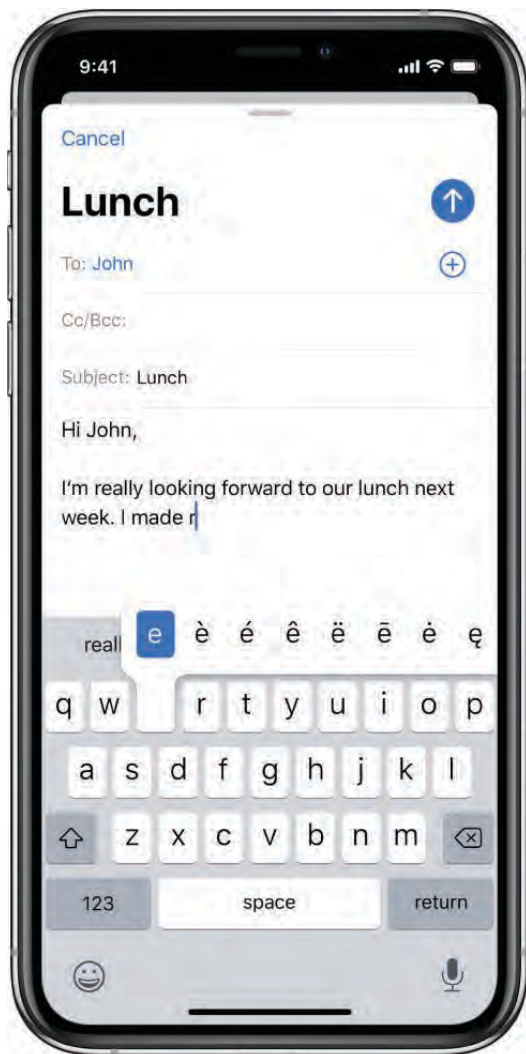 9:41
Cancel
Lunch
To: John
Cc/Bcc:
Subject: Lunch
Hi John,
I'm really looking forward to our lunch next
week. I made r
reall
e è é ê ë ē ė ę
q w r t y u i o p
a s d f g h j k l
z x c v b n m
123 space return